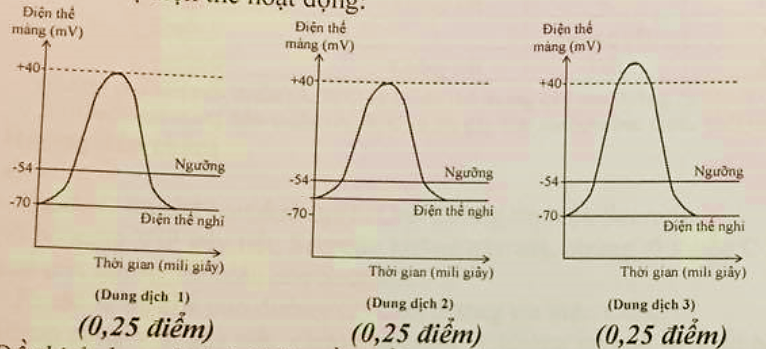 hoạt động:
Điện thế
màng (mV)
+40
-54
-70
Ngưỡng
Điện thế nghỉ
Thời gian (mili giây)
(Dung dịch 1)
(0,25 điểm)
Điện thế
màng (mV)
+40
-54
-70
Ngưỡng
Điện thế nghỉ
Thời gian (mili giây)
(Dung dịch 2)
(0,25 điểm)
Điện thế
màng (mV)
+40
-54
-70
Ngưỡng
Điện thế nghỉ
Thời gian (mili giây)
(Dung dịch 3)
(0,25 điểm)